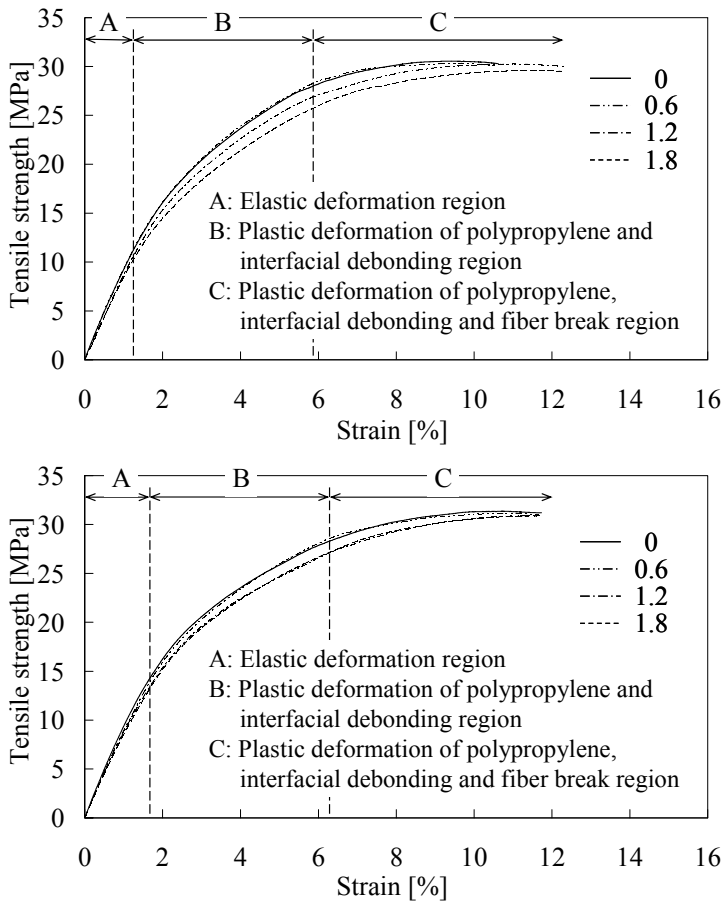 35
30
25
20
15
10
5
0
Tensile strength [MPa]
A
B
C
0
0.6
1.2
1.8
A: Elastic deformation region
B: Plastic deformation of polypropylene and
interfacial debonding region
C: Plastic deformation of polypropylene,
interfacial debonding and fiber break region
0 2 4 6 8 10 12 14 16
Strain [%]
35
30
25
20
15
10
5
0
Tensile strength [MPa]
A
B
C
0
0.6
1.2
1.8
A: Elastic deformation region
B: Plastic deformation of polypropylene and
interfacial debonding region
C: Plastic deformation of polypropylene,
interfacial debonding and fiber break region
0 2 4 6 8 10 12 14 16
Strain [%]